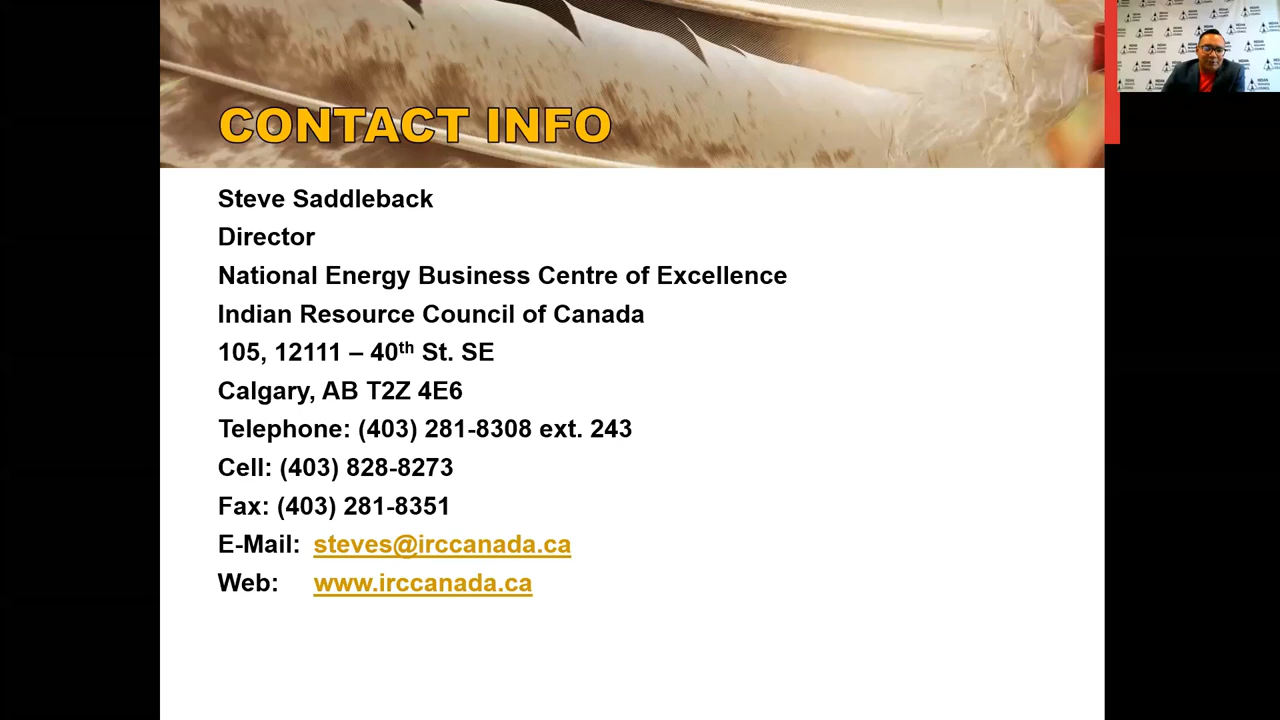 CONTACT INFO
Steve Saddleback
Director
National Energy Business Centre of Excellence
Indian Resource Council of Canada
105, 12111 – 40th St. SE
Calgary, AB T2Z 4E6
Telephone: (403) 281-8308 ext. 243
Cell: (403) 828-8273
Fax: (403) 281-8351
E-Mail: steves@irccanada.ca
Web: www.irccanada.ca